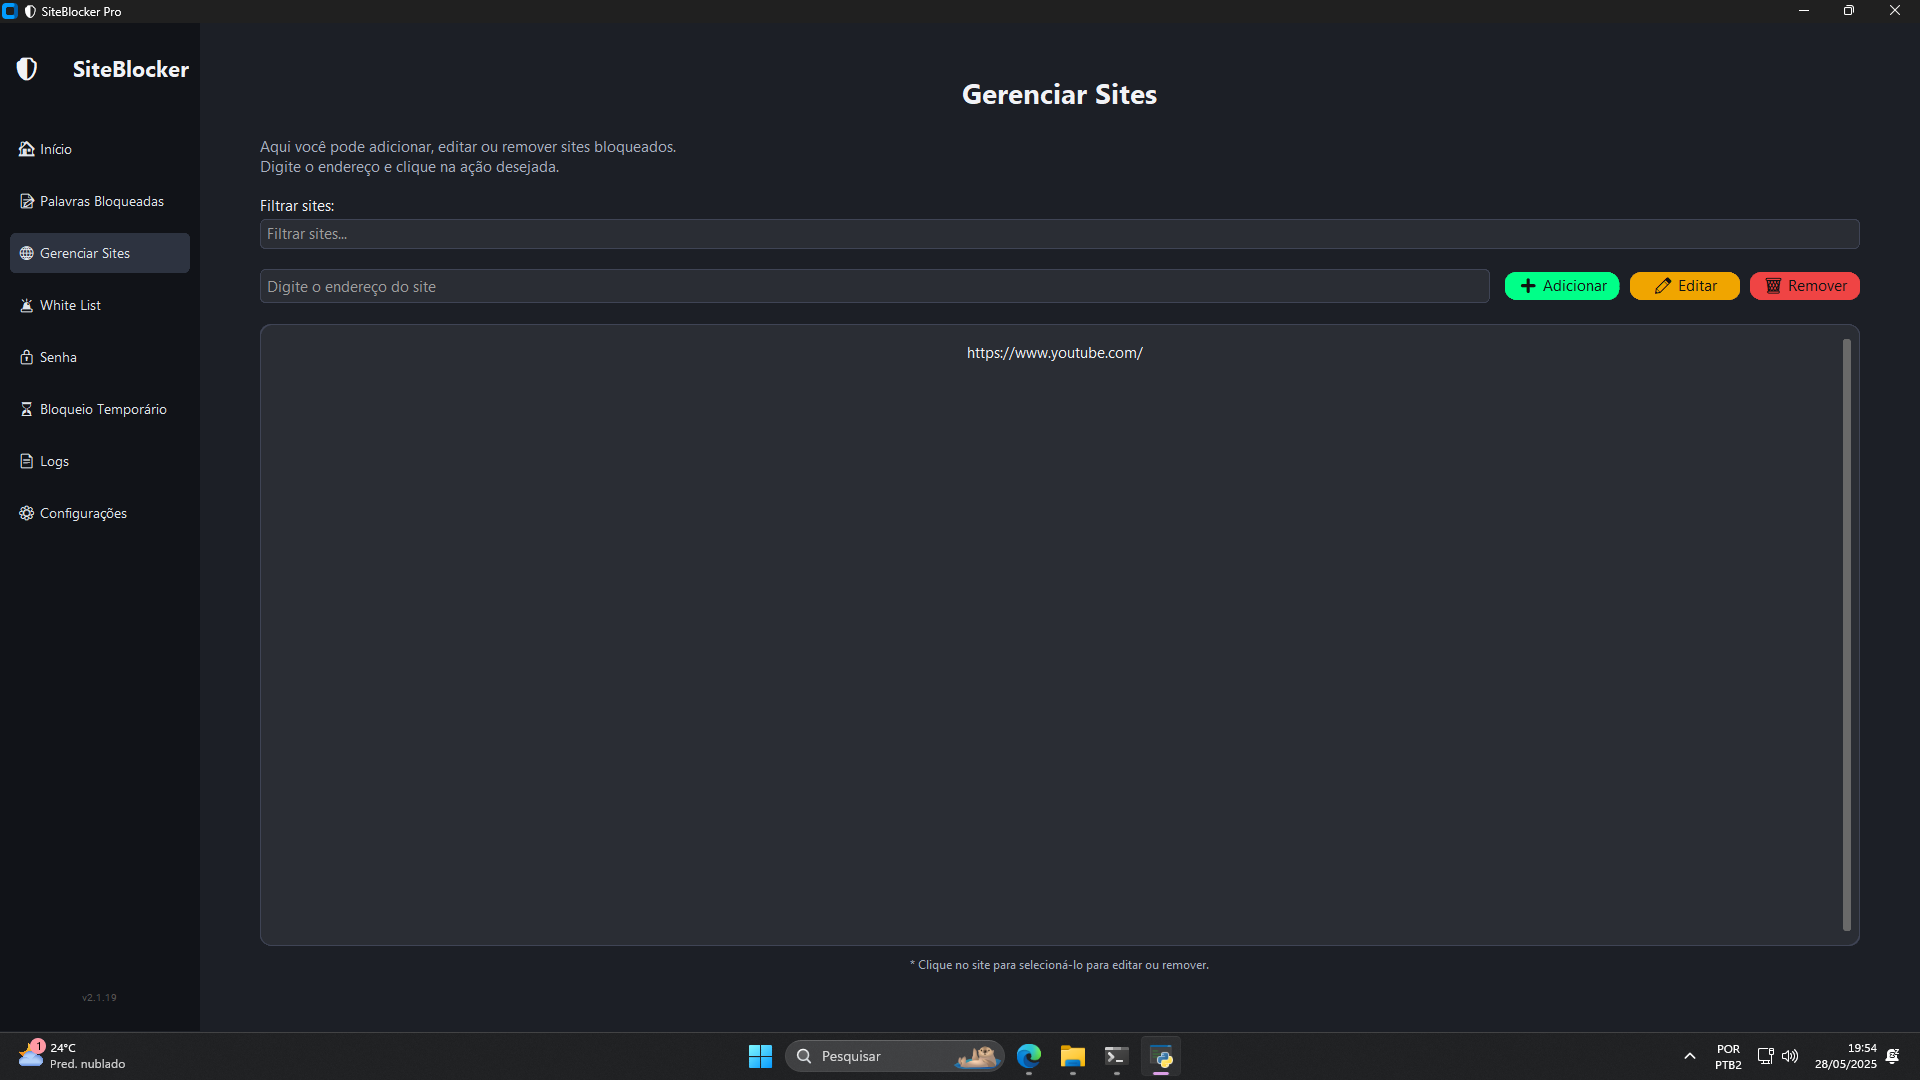 SiteBlocker Pro
SiteBlocker
Início
Palavras Bloqueadas
Gerenciar Sites
White List
Senha
Bloqueio Temporário
Logs
Configurações
v2.1.19
Gerenciar Sites
Aqui você pode adicionar, editar ou remover sites bloqueados.
Digite o endereço e clique na ação desejada.
Filtrar sites:
Filtrar sites...
Digite o endereço do site
Adicionar
Editar
Remover
https://www.youtube.com/
* Clique no site para selecioná-lo para editar ou remover.
1
24°C
Pred. nublado
Pesquisar
POR
PTB2
19:54
28/05/2025